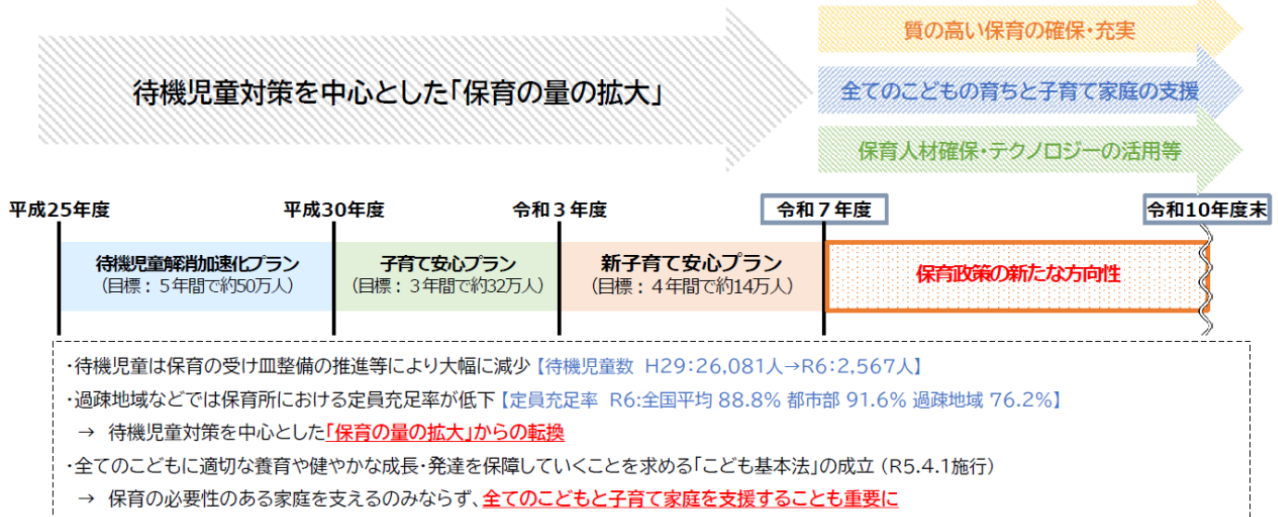 待機児童対策を中心とした「保育の量の拡大」
質の高い保育の確保・充実
全てのこどもの育ちと子育て家庭の支援
保育人材確保・テクノロジーの活用等
平成25年度
平成30年度
令和3年度
令和7年度
令和10年度末
待機児童解消加速化プラン
（目標：５年間で約50万人）
子育て安心プラン
（目標：３年間で約32万人）
新子育て安心プラン
（目標：４年間で約14万人）
保育政策の新たな方向性
・待機児童は保育の受け皿整備の推進等により大幅に減少【待機児童数 H29：26,081人→R6：2,567人】
・過疎地域などでは保育所における定員充足率が低下【定員充足率 R6:全国平均 88.8% 都市部 91.6% 過疎地域 76.2%】
→ 待機児童対策を中心とした「保育の量の拡大」からの転換
・全てのこどもに適切な養育や健やかな成長・発達を保障していくことを求める「こども基本法」の成立（R5.4.1施行）
→ 保育の必要性のある家庭を支えるのみならず、全てのこどもと子育て家庭を支援することも重要に